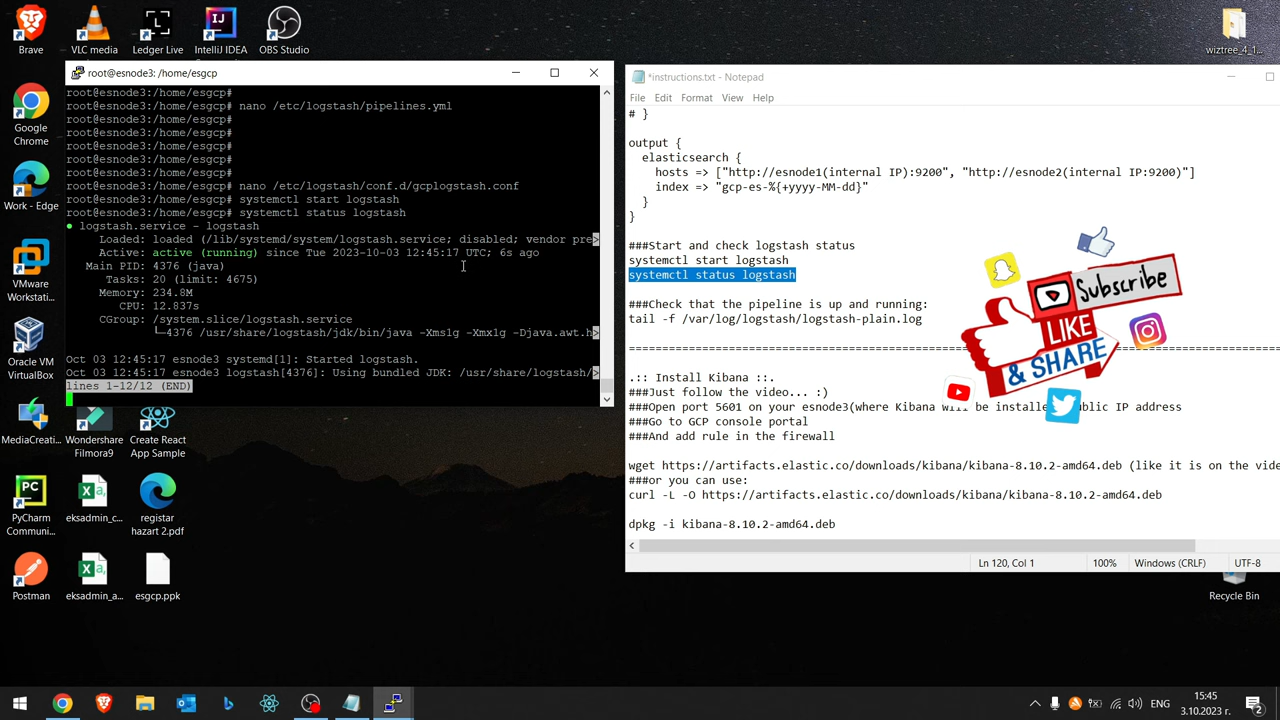 Brave
VLC media
Ledger Live
IntelliJ IDEA
OBS Studio
wiztree_4_1...
Google
Chrome
Work - Edge
VMware
Workstati...
Oracle VM
VirtualBox
MediaCreati...
Wondershare
Filmora9
Create React
App Sample
PyCharm
Communi...
eksadmin_c...
registar
hazart 2.pdf
Postman
eksadmin_a...
esgcp.ppk
Recycle Bin
root@esnode3: /home/esgcp
root@esnode3:/home/esgcp#
root@esnode3:/home/esgcp# nano /etc/logstash/pipelines.yml
root@esnode3:/home/esgcp#
root@esnode3:/home/esgcp#
root@esnode3:/home/esgcp#
root@esnode3:/home/esgcp#
root@esnode3:/home/esgcp#
root@esnode3:/home/esgcp# nano /etc/logstash/conf.d/gcplogstash.conf
root@esnode3:/home/esgcp# systemctl start logstash
root@esnode3:/home/esgcp# systemctl status logstash
● logstash.service - logstash
Loaded: loaded (/lib/systemd/system/logstash.service; disabled; vendor pre>
Active: active (running) since Tue 2023-10-03 12:45:17 UTC; 6s ago
Main PID: 4376 (java)
Tasks: 20 (limit: 4675)
Memory: 234.8M
CPU: 12.837s
CGroup: /system.slice/logstash.service
└─4376 /usr/share/logstash/jdk/bin/java -Xms1g -Xmx1g -Djava.awt.h>
Oct 03 12:45:17 esnode3 systemd[1]: Started logstash.
Oct 03 12:45:17 esnode3 logstash[4376]: Using bundled JDK: /usr/share/logstash/>
lines 1-12/12 (END)
*instructions.txt - Notepad
File Edit Format View Help
# }
output {
elasticsearch {
hosts => ["http://esnode1(internal IP):9200", "http://esnode2(internal IP:9200)"]
index => "gcp-es-%{+yyyy-MM-dd}"
}
}
###Start and check logstash status
systemctl start logstash
systemctl status logstash
###Check that the pipeline is up and running:
tail -f /var/log/logstash/logstash-plain.log
.:: Install Kibana ::.
###Just follow the video... :)
###Open port 5601 on your esnode3(where Kibana will be install public IP address
###Go to GCP console portal
###And add rule in the firewall
wget https://artifacts.elastic.co/downloads/kibana/kibana-8.10.2-amd64.deb (like it is on the vide
###or you can use:
curl -L -O https://artifacts.elastic.co/downloads/kibana/kibana-8.10.2-amd64.deb
dpkg -i kibana-8.10.2-amd64.deb
Ln 120, Col 1 100% Windows (CRLF) UTF-8
Subscribe
LIKE
& SHARE
ENG
15:45
3.10.2023 г.
2